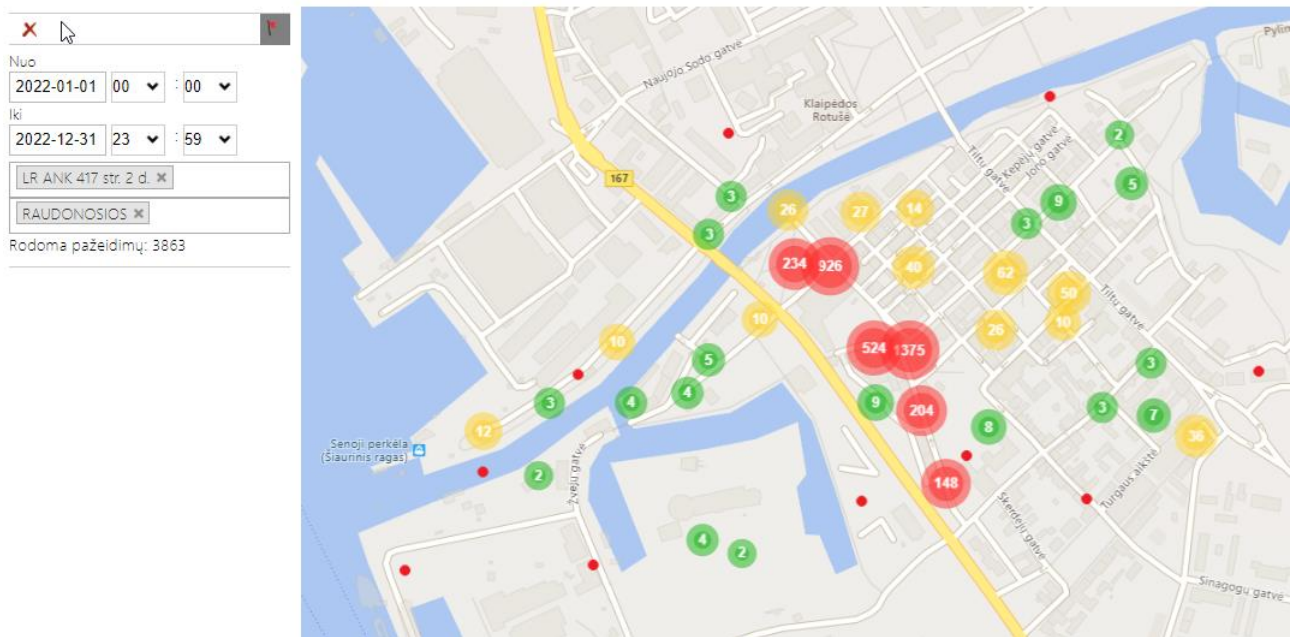 Nuo
2022-01-01 00 : 00
Iki
2022-12-31 23 : 59
LR ANK 417 str. 2 d. ×
RAUDONOSIOS ×
Rodoma pažeidimų: 3863
Naujojo Sodo gatvė
Klaipėdos
Rotušė
Pylim
Tiltų gatvė
Kepėjų gatvė
Jono gatvė
167
2
5
3
9
3
3
26
27
14
234
926
40
62
50
10
26
10
10
524
1375
5
4
4
3
12
9
204
8
3
3
7
36
148
2
4
2
Tiltų gatvė
Senoji perkėla
(Šiaurinis ragas)
Žvejų gatvė
Turgaus aikštė
Skerdėjų gatvė
Sinagogų gatvė